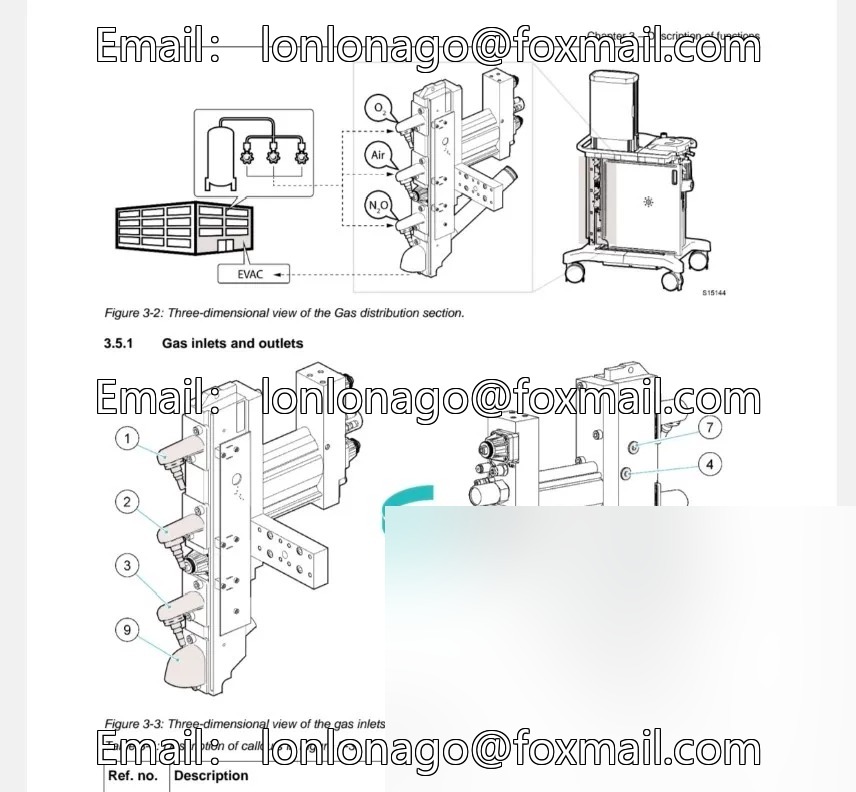 Email： lonlonago@foxmail.com
O2
Air
N2O
EVAC
S15144
Figure 3-2: Three-dimensional view of the Gas distribution section.
3.5.1 Gas inlets and outlets
Email： lonlonago@foxmail.com
1
7
4
2
3
9
Figure 3-3: Three-dimensional view of the gas inlets
Email： lonlonago@foxmail.com
Ref. no. Description